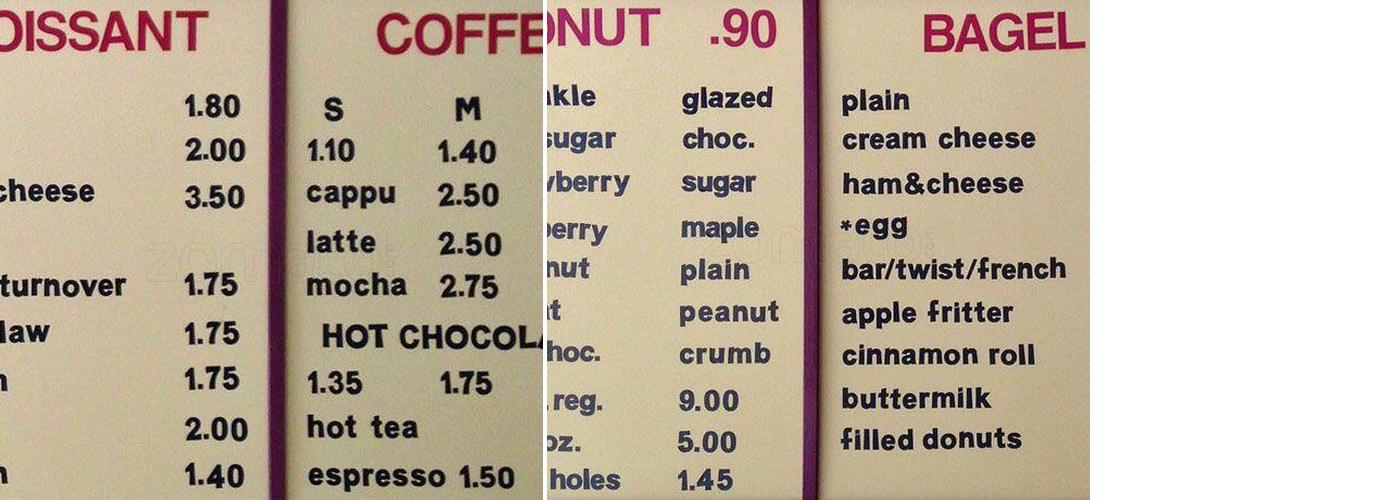 OISSANT
1.80
2.00
cheese 3.50
turnover 1.75
law 1.75
1.75
2.00
1.40
COFFE
S M
1.10 1.40
cappu 2.50
latte 2.50
mocha 2.75
HOT CHOCOL
1.35 1.75
hot tea
espresso 1.50
ONUT .90
kle glazed
sugar choc.
berry sugar
erry maple
nut plain
t peanut
hoc. crumb
reg. 9.00
oz. 5.00
holes 1.45
BAGEL
plain
cream cheese
ham&cheese
*egg
bar/twist/french
apple fritter
cinnamon roll
buttermilk
filled donuts